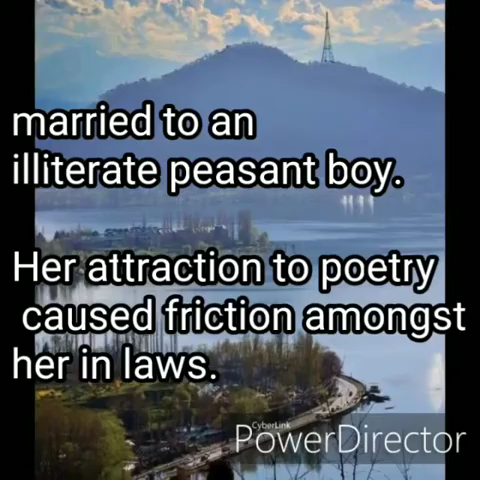 married to an
illiterate peasant boy.
Her attraction to poetry
caused friction amongst
her in laws.
CyberLink
PowerDirector